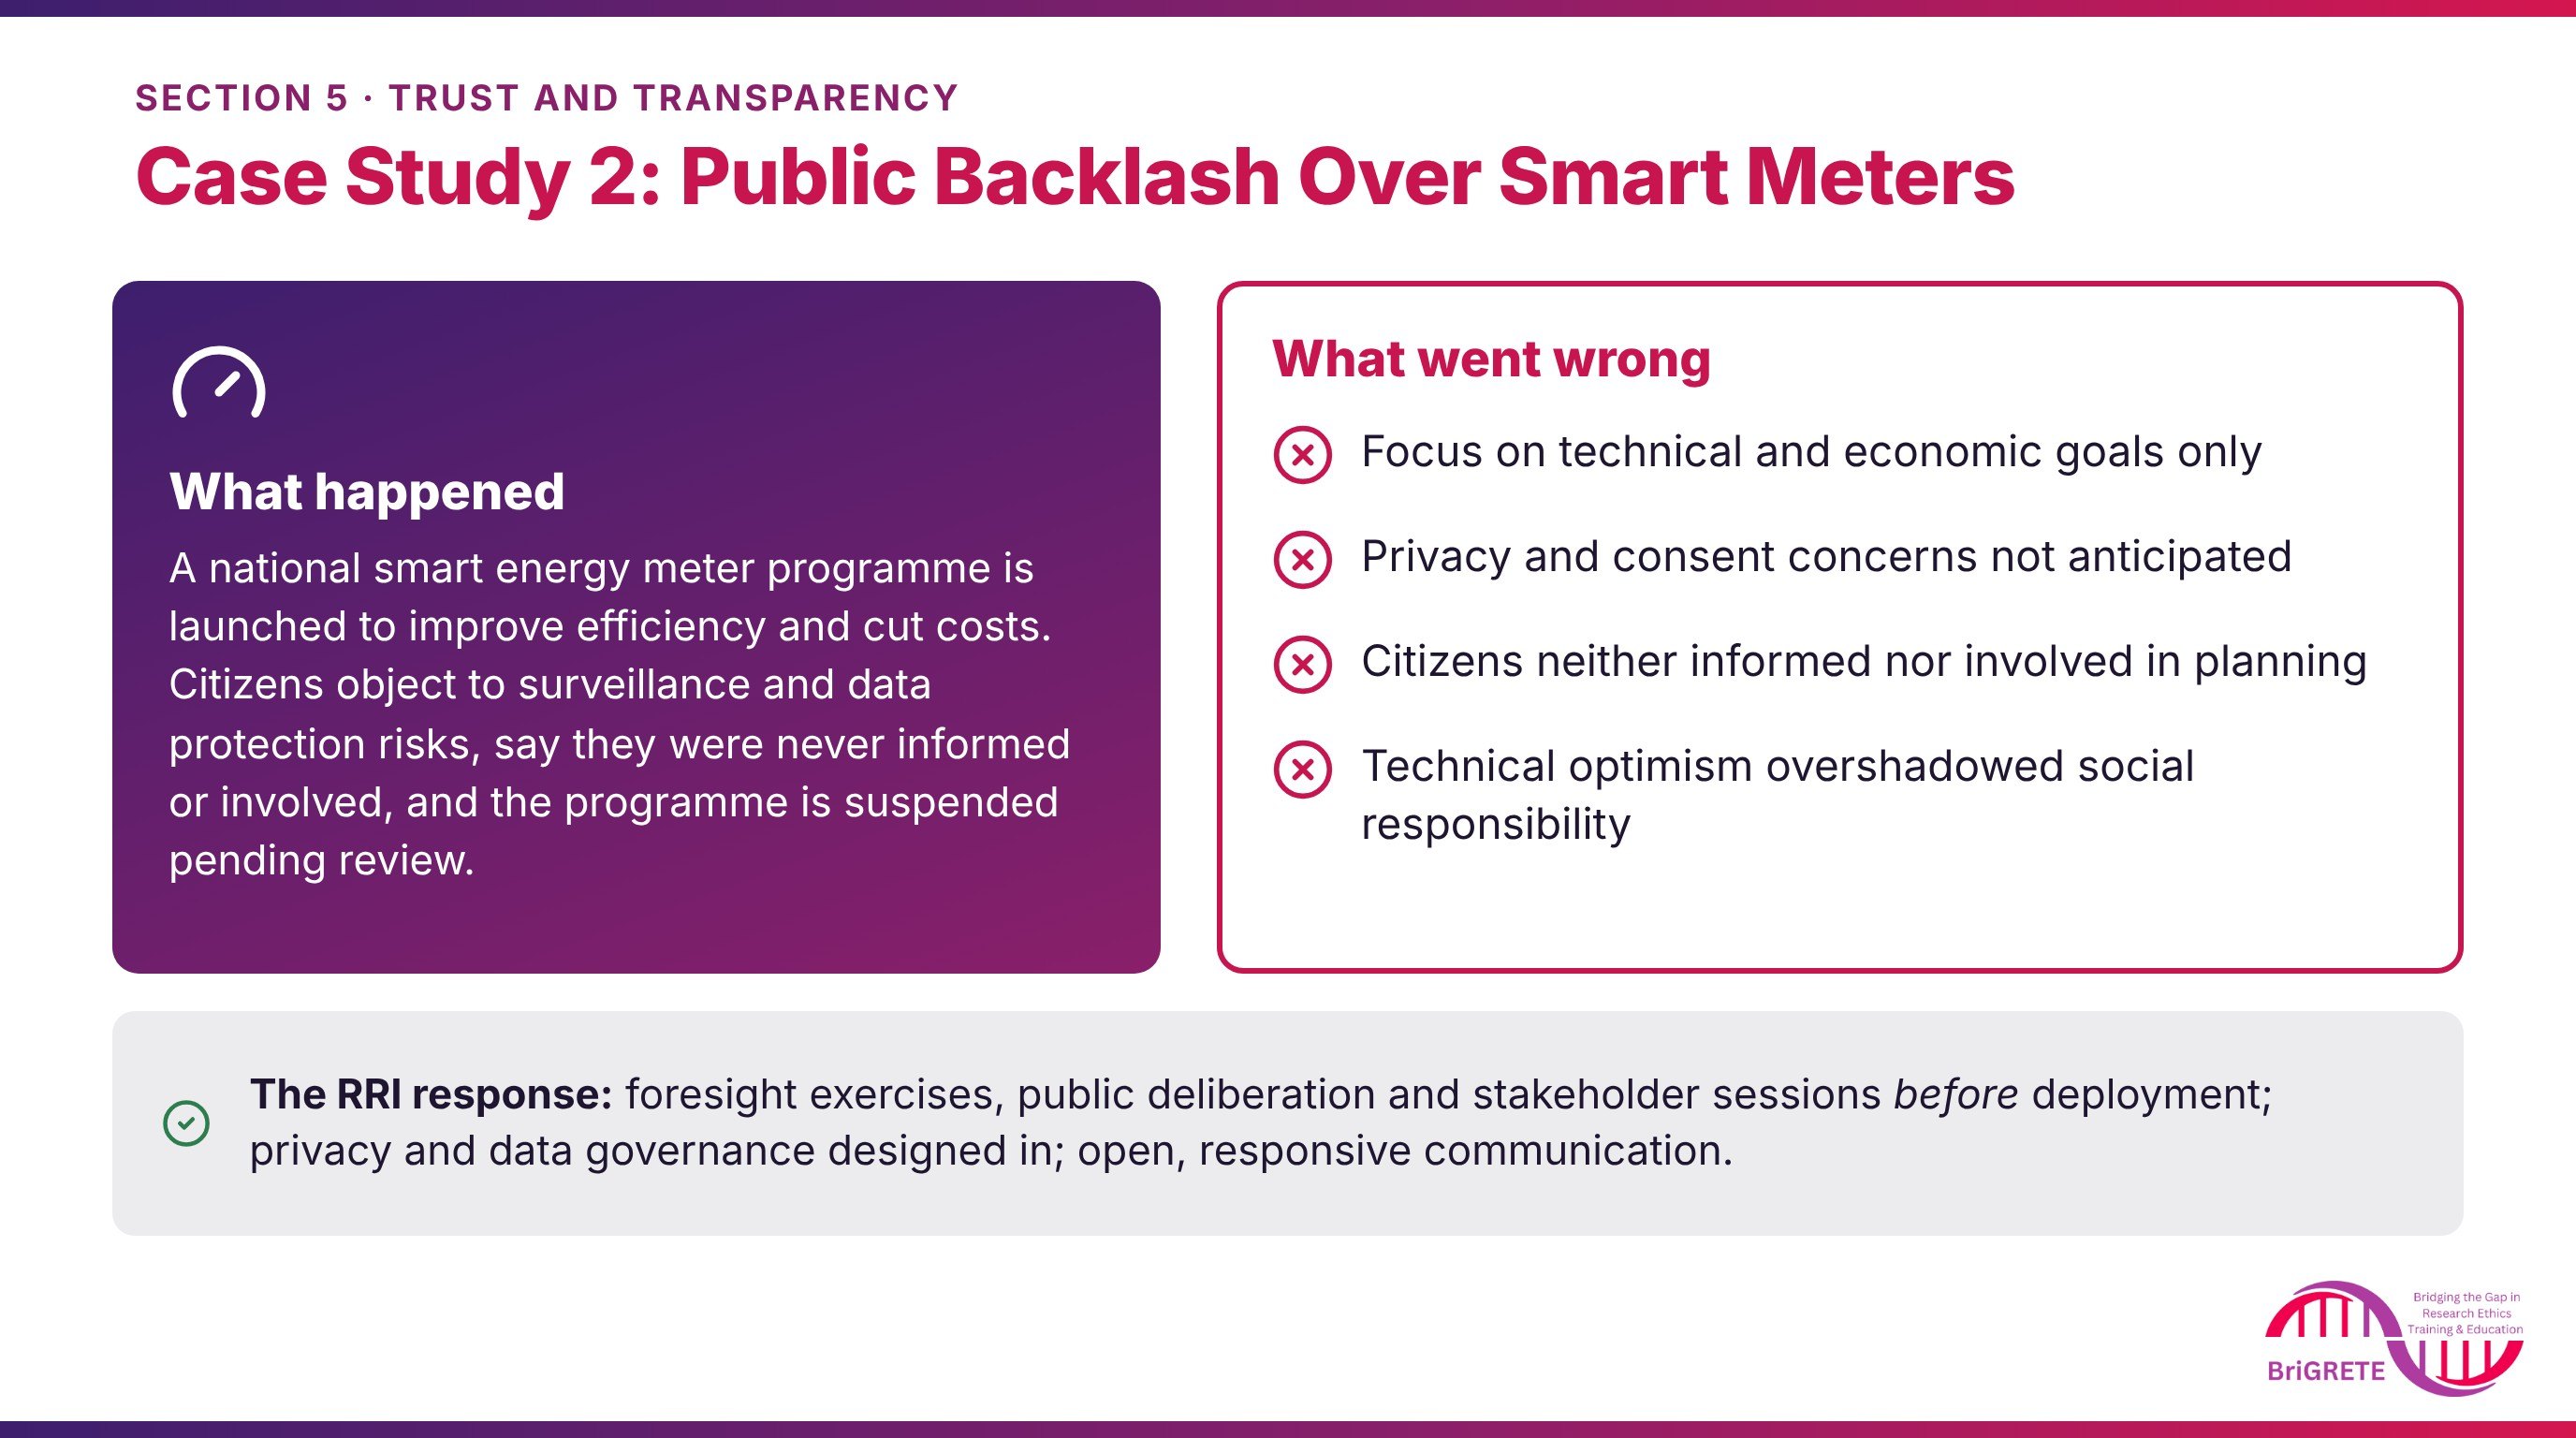 SECTION 5 · TRUST AND TRANSPARENCY
Case Study 2: Public Backlash Over Smart Meters
What happened
A national smart energy meter programme is
launched to improve efficiency and cut costs.
Citizens object to surveillance and data
protection risks, say they were never informed
or involved, and the programme is suspended
pending review.
What went wrong
Focus on technical and economic goals only
Privacy and consent concerns not anticipated
Citizens neither informed nor involved in planning
Technical optimism overshadowed social
responsibility
The RRI response: foresight exercises, public deliberation and stakeholder sessions before deployment;
privacy and data governance designed in; open, responsive communication.
Bridging the Gap in
Research Ethics
Training & Education
BriGRETE